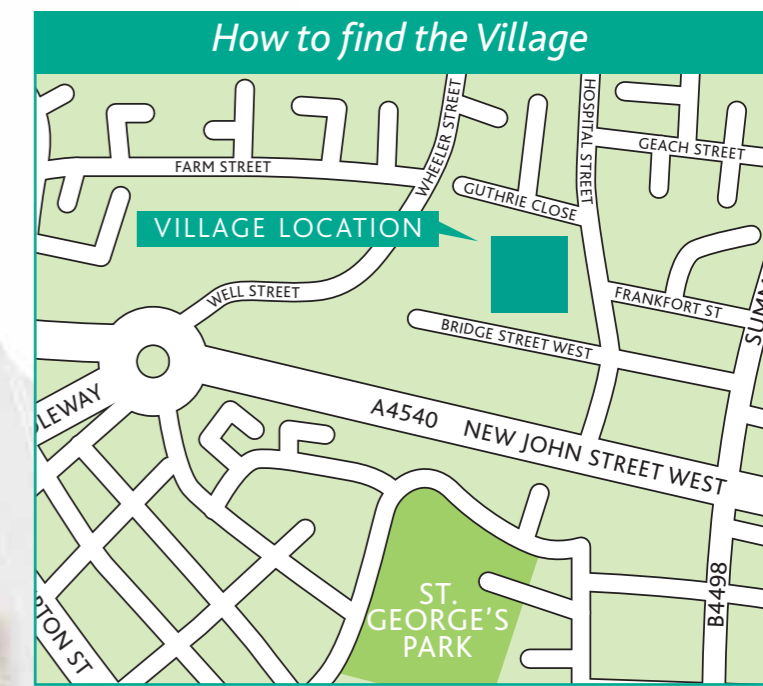 How to find the Village
WHEELER STREET
HOSPITAL STREET
GEACH STREET
FARM STREET
GUTHRIE CLOSE
VILLAGE LOCATION
WELL STREET
FRANKFORT ST
BRIDGE STREET WEST
A4540 NEW JOHN STREET WEST
ST.
GEORGE'S
PARK
B4498